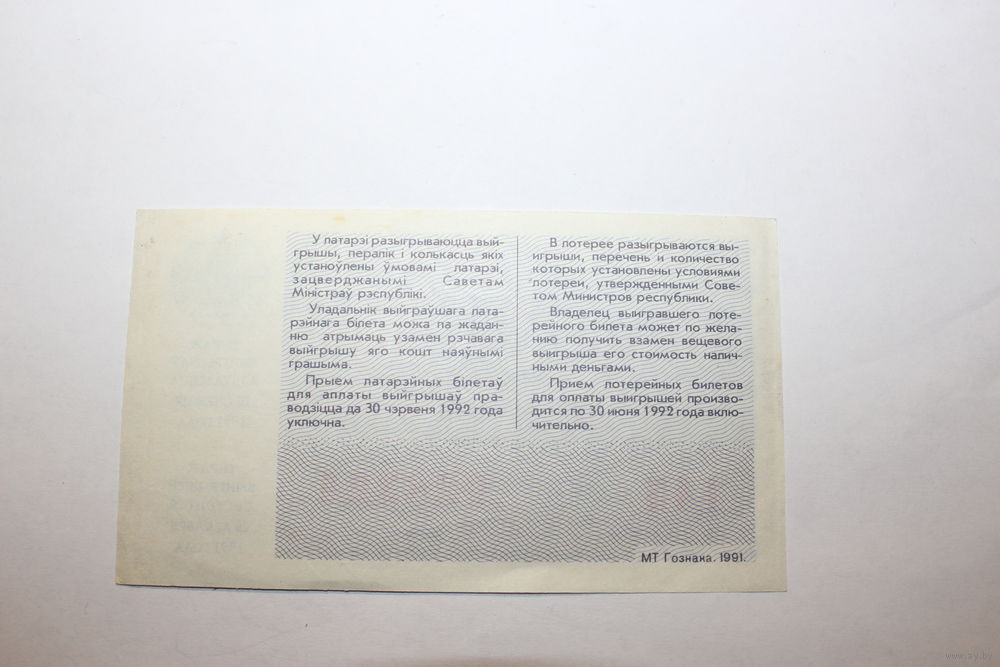 У латарэі разыгрываюцца вый-
грышы, пералік і колькасць якіх
устаноўлены ўмовамі латарэі,
зацверджанымі Саветам
Міністраў рэспублікі.
Уладальнік выйграўшага лата-
рэйнага білета можа па жадан-
ню атрымаць узамен рэчавага
выйгрышу яго кошт наяўнымі
грашыма.
Прыем латарэйных білетаў
для аплаты выйгрышаў пра-
водзіцца да 30 чэрвеня 1992 года
уключна.
В лотерее разыгрываются вы-
игрыши, перечень и количество
которых установлены условиями
лотереи, утвержденными Сове-
том Министров республики.
Владелец выигравшего лоте-
рейного билета может по жела-
нию получить взамен вещевого
выигрыша его стоимость налич-
ными деньгами.
Прием лотерейных билетов
для оплаты выигрышей произво-
дится по 30 июня 1992 года вклю-
чительно.
МТ Гознака. 1991.
www.ay.by